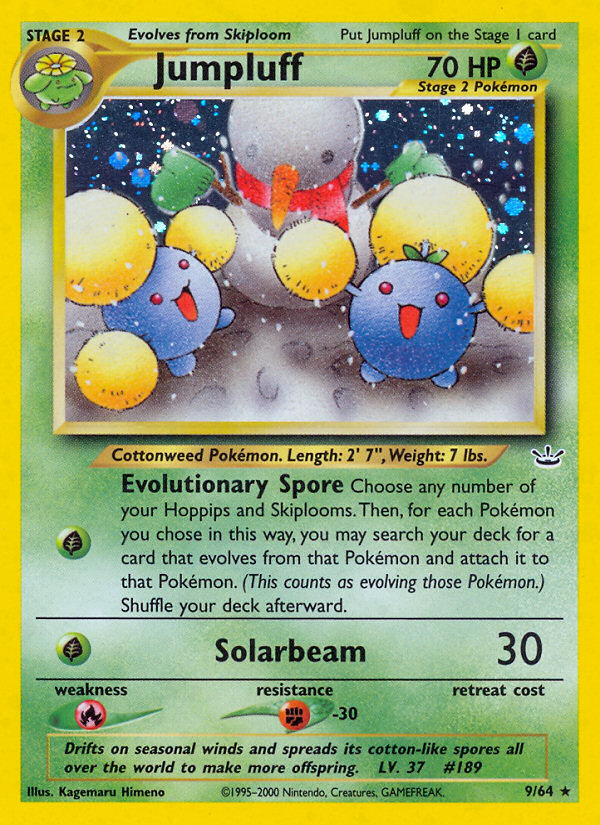 STAGE 2 Evolves from Skiploom Put Jumpluff on the Stage 1 card
Jumpluff 70 HP
Stage 2 Pokémon
Cottonweed Pokémon. Length: 2' 7", Weight: 7 lbs.
Evolutionary Spore Choose any number of
your Hoppips and Skiplooms. Then, for each Pokémon
you chose in this way, you may search your deck for a
card that evolves from that Pokémon and attach it to
that Pokémon. (This counts as evolving those Pokémon.)
Shuffle your deck afterward.
Solarbeam 30
weakness resistance retreat cost
-30
Drifts on seasonal winds and spreads its cotton-like spores all
over the world to make more offspring. LV. 37 #189
Illus. Kagemaru Himeno ©1995-2000 Nintendo, Creatures, GAMEFREAK. 9/64 ★